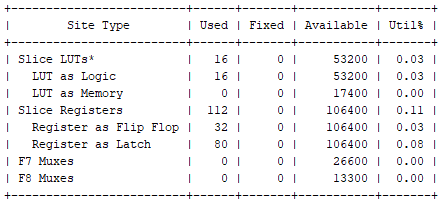 +-------------------------+------+-------+-----------+-------+
|        Site Type        | Used | Fixed | Available | Util% |
+-------------------------+------+-------+-----------+-------+
| Slice LUTs*             |   16 |     0 |     53200 |  0.03 |
|   LUT as Logic          |   16 |     0 |     53200 |  0.03 |
|   LUT as Memory         |    0 |     0 |     17400 |  0.00 |
| Slice Registers         |  112 |     0 |    106400 |  0.11 |
|   Register as Flip Flop |   32 |     0 |    106400 |  0.03 |
|   Register as Latch     |   80 |     0 |    106400 |  0.08 |
| F7 Muxes                |    0 |     0 |     26600 |  0.00 |
| F8 Muxes                |    0 |     0 |     13300 |  0.00 |
+-------------------------+------+-------+-----------+-------+